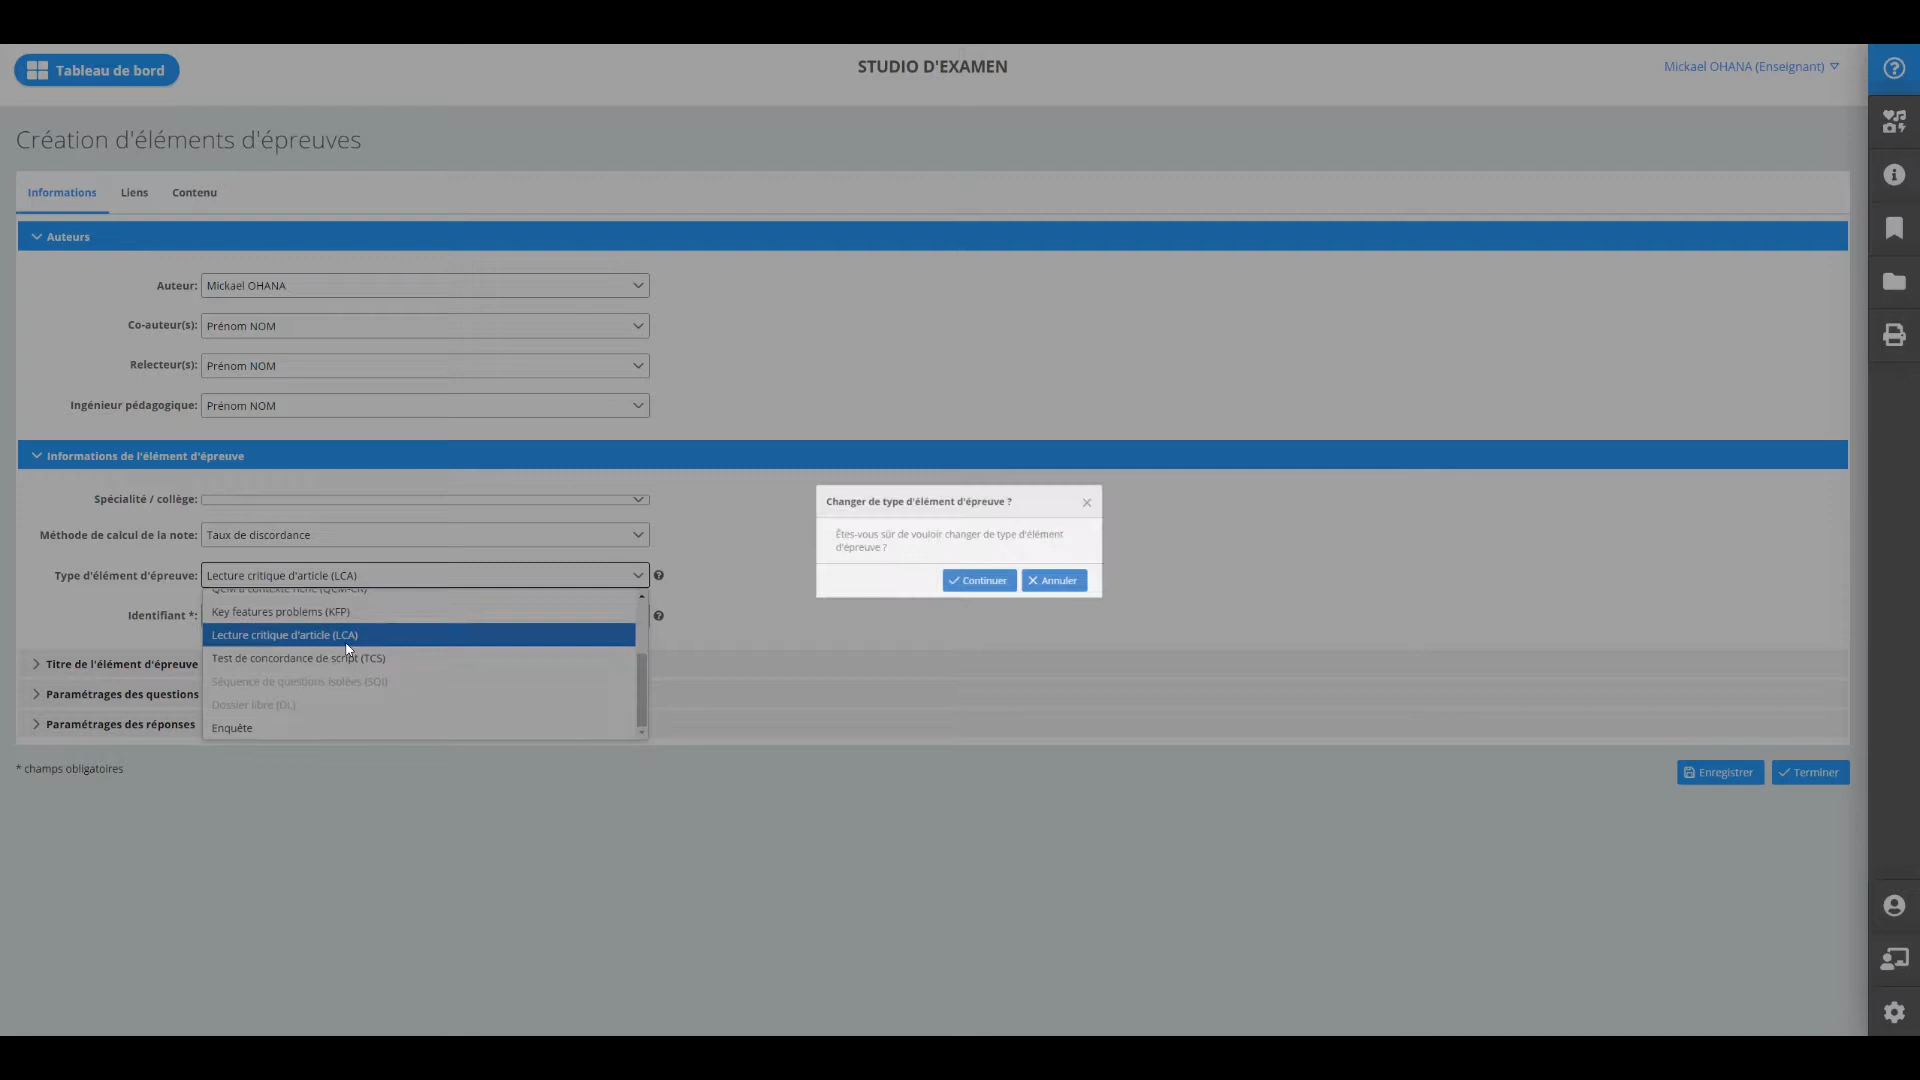 Tableau de bord
STUDIO D'EXAMEN
Mickael OHANA (Enseignant)
Création d'éléments d'épreuves
Informations
Liens
Contenu
Auteurs
Auteur: Mickael OHANA
Co-auteur(s): Prénom NOM
Relecteur(s): Prénom NOM
Ingénieur pédagogique: Prénom NOM
Informations de l'élément d'épreuve
Spécialité / collège:
Méthode de calcul de la note: Taux de discordance
Type d'élément d'épreuve: Lecture critique d'article (LCA)
Identifiant *:
QCM à contexte riche (QCM-CR)
Key features problems (KFP)
Lecture critique d'article (LCA)
Test de concordance de script (TCS)
Séquence de questions isolées (SQI)
Dossier libre (DL)
Enquête
Titre de l'élément d'épreuve
Paramétrages des questions
Paramétrages des réponses
Changer de type d'élément d'épreuve ?
Êtes-vous sûr de vouloir changer de type d'élément
d'épreuve ?
Continuer
Annuler
* champs obligatoires
Enregistrer
Terminer